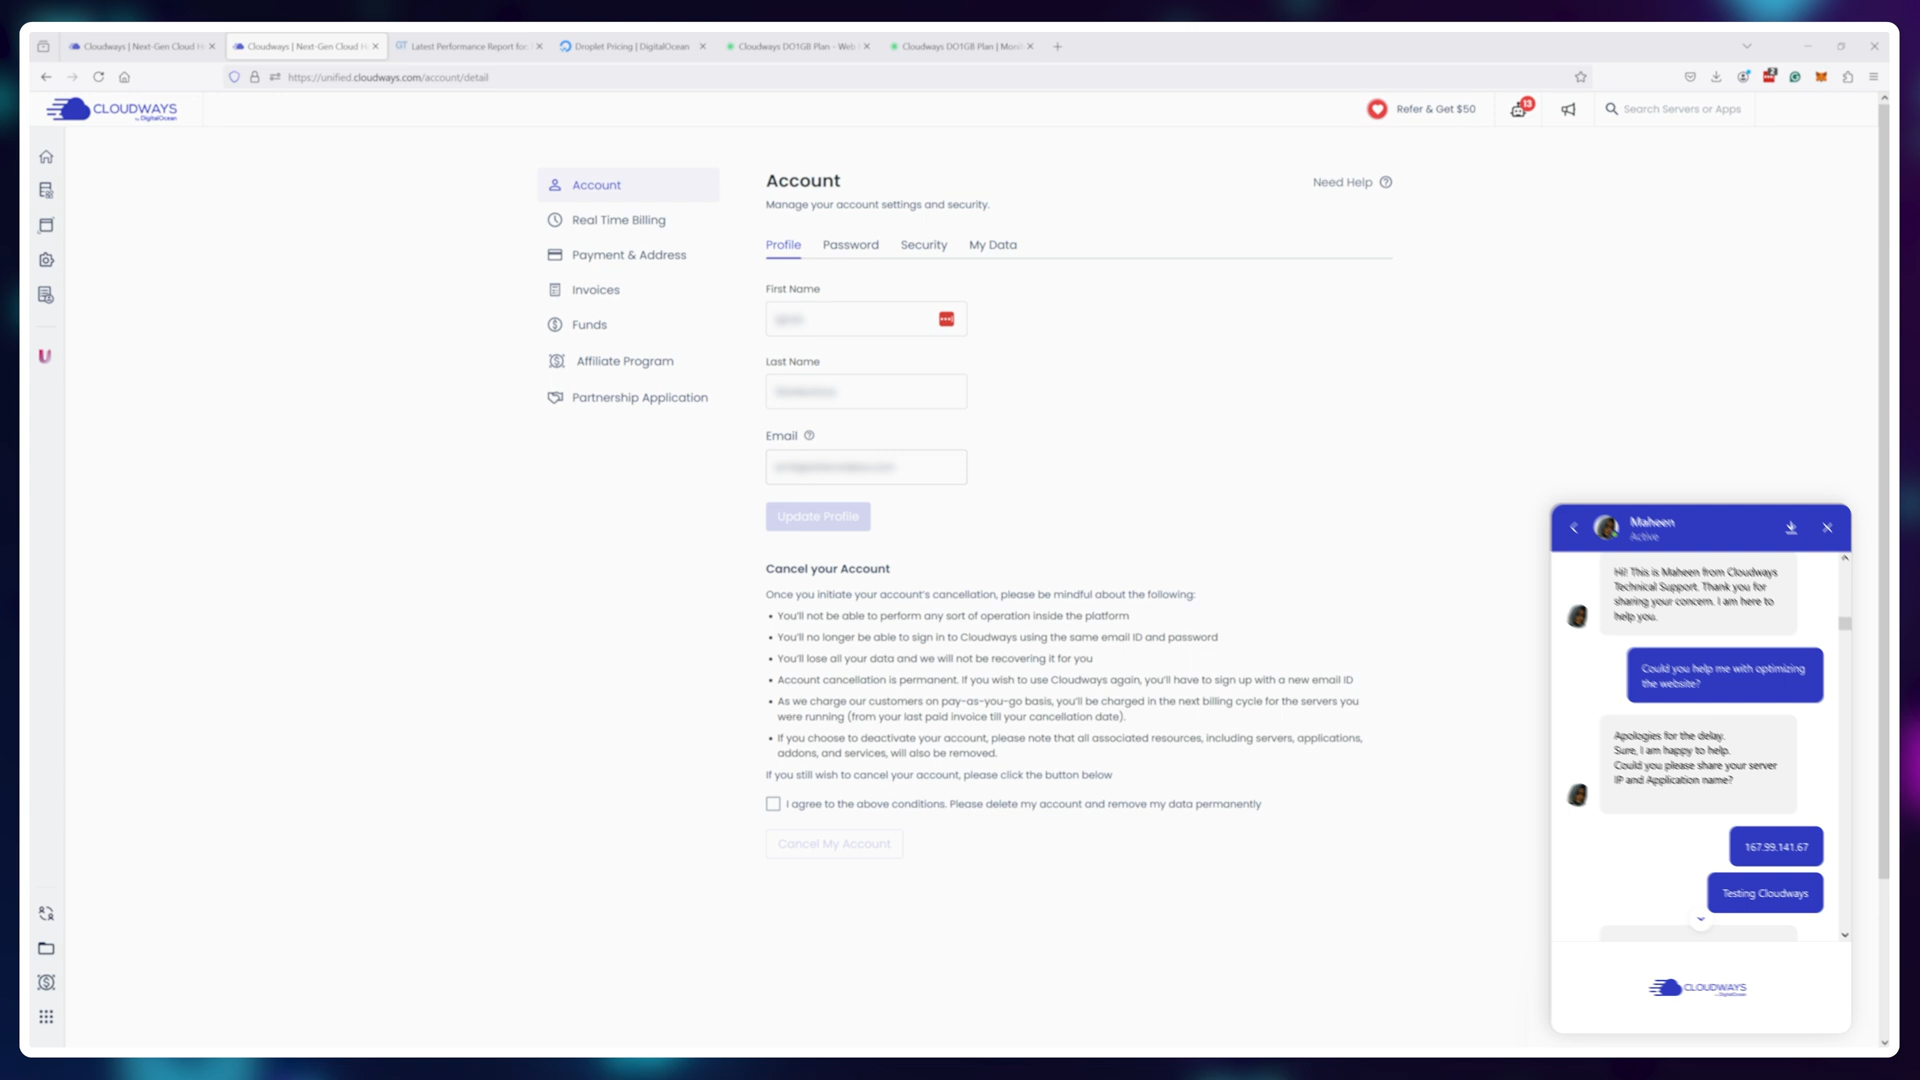 Cloudways | Next-Gen Cloud H
Cloudways | Next-Gen Cloud H
GT Latest Performance Report for:
Droplet Pricing | DigitalOcean
Cloudways DO1GB Plan - Web
Cloudways DO1GB Plan | Moni
https://unified.cloudways.com/account/detail
2
CLOUDWAYS
by DigitalOcean
Refer & Get $50
13
Search Servers or Apps
U
Account
Real Time Billing
Payment & Address
Invoices
Funds
Affiliate Program
Partnership Application
Account
Need Help
Manage your account settings and security.
Profile Password Security My Data
First Name
Last Name
Email
Update Profile
Cancel your Account
Once you initiate your account's cancellation, please be mindful about the following:
• You'll not be able to perform any sort of operation inside the platform
• You'll no longer be able to sign in to Cloudways using the same email ID and password
• You'll lose all your data and we will not be recovering it for you
• Account cancellation is permanent. If you wish to use Cloudways again, you'll have to sign up with a new email ID
• As we charge our customers on pay-as-you-go basis, you'll be charged in the next billing cycle for the servers you
were running (from your last paid invoice till your cancellation date).
• If you choose to deactivate your account, please note that all associated resources, including servers, applications,
addons, and services, will also be removed.
If you still wish to cancel your account, please click the button below
I agree to the above conditions. Please delete my account and remove my data permanently
Cancel My Account
Maheen
Active
Hi! This is Maheen from Cloudways
Technical Support. Thank you for
sharing your concern. I am here to
help you.
Could you help me with optimizing
the website?
Apologies for the delay.
Sure, I am happy to help.
Could you please share your server
IP and Application name?
167.99.141.67
Testing Cloudways
CLOUDWAYS
by DigitalOcean